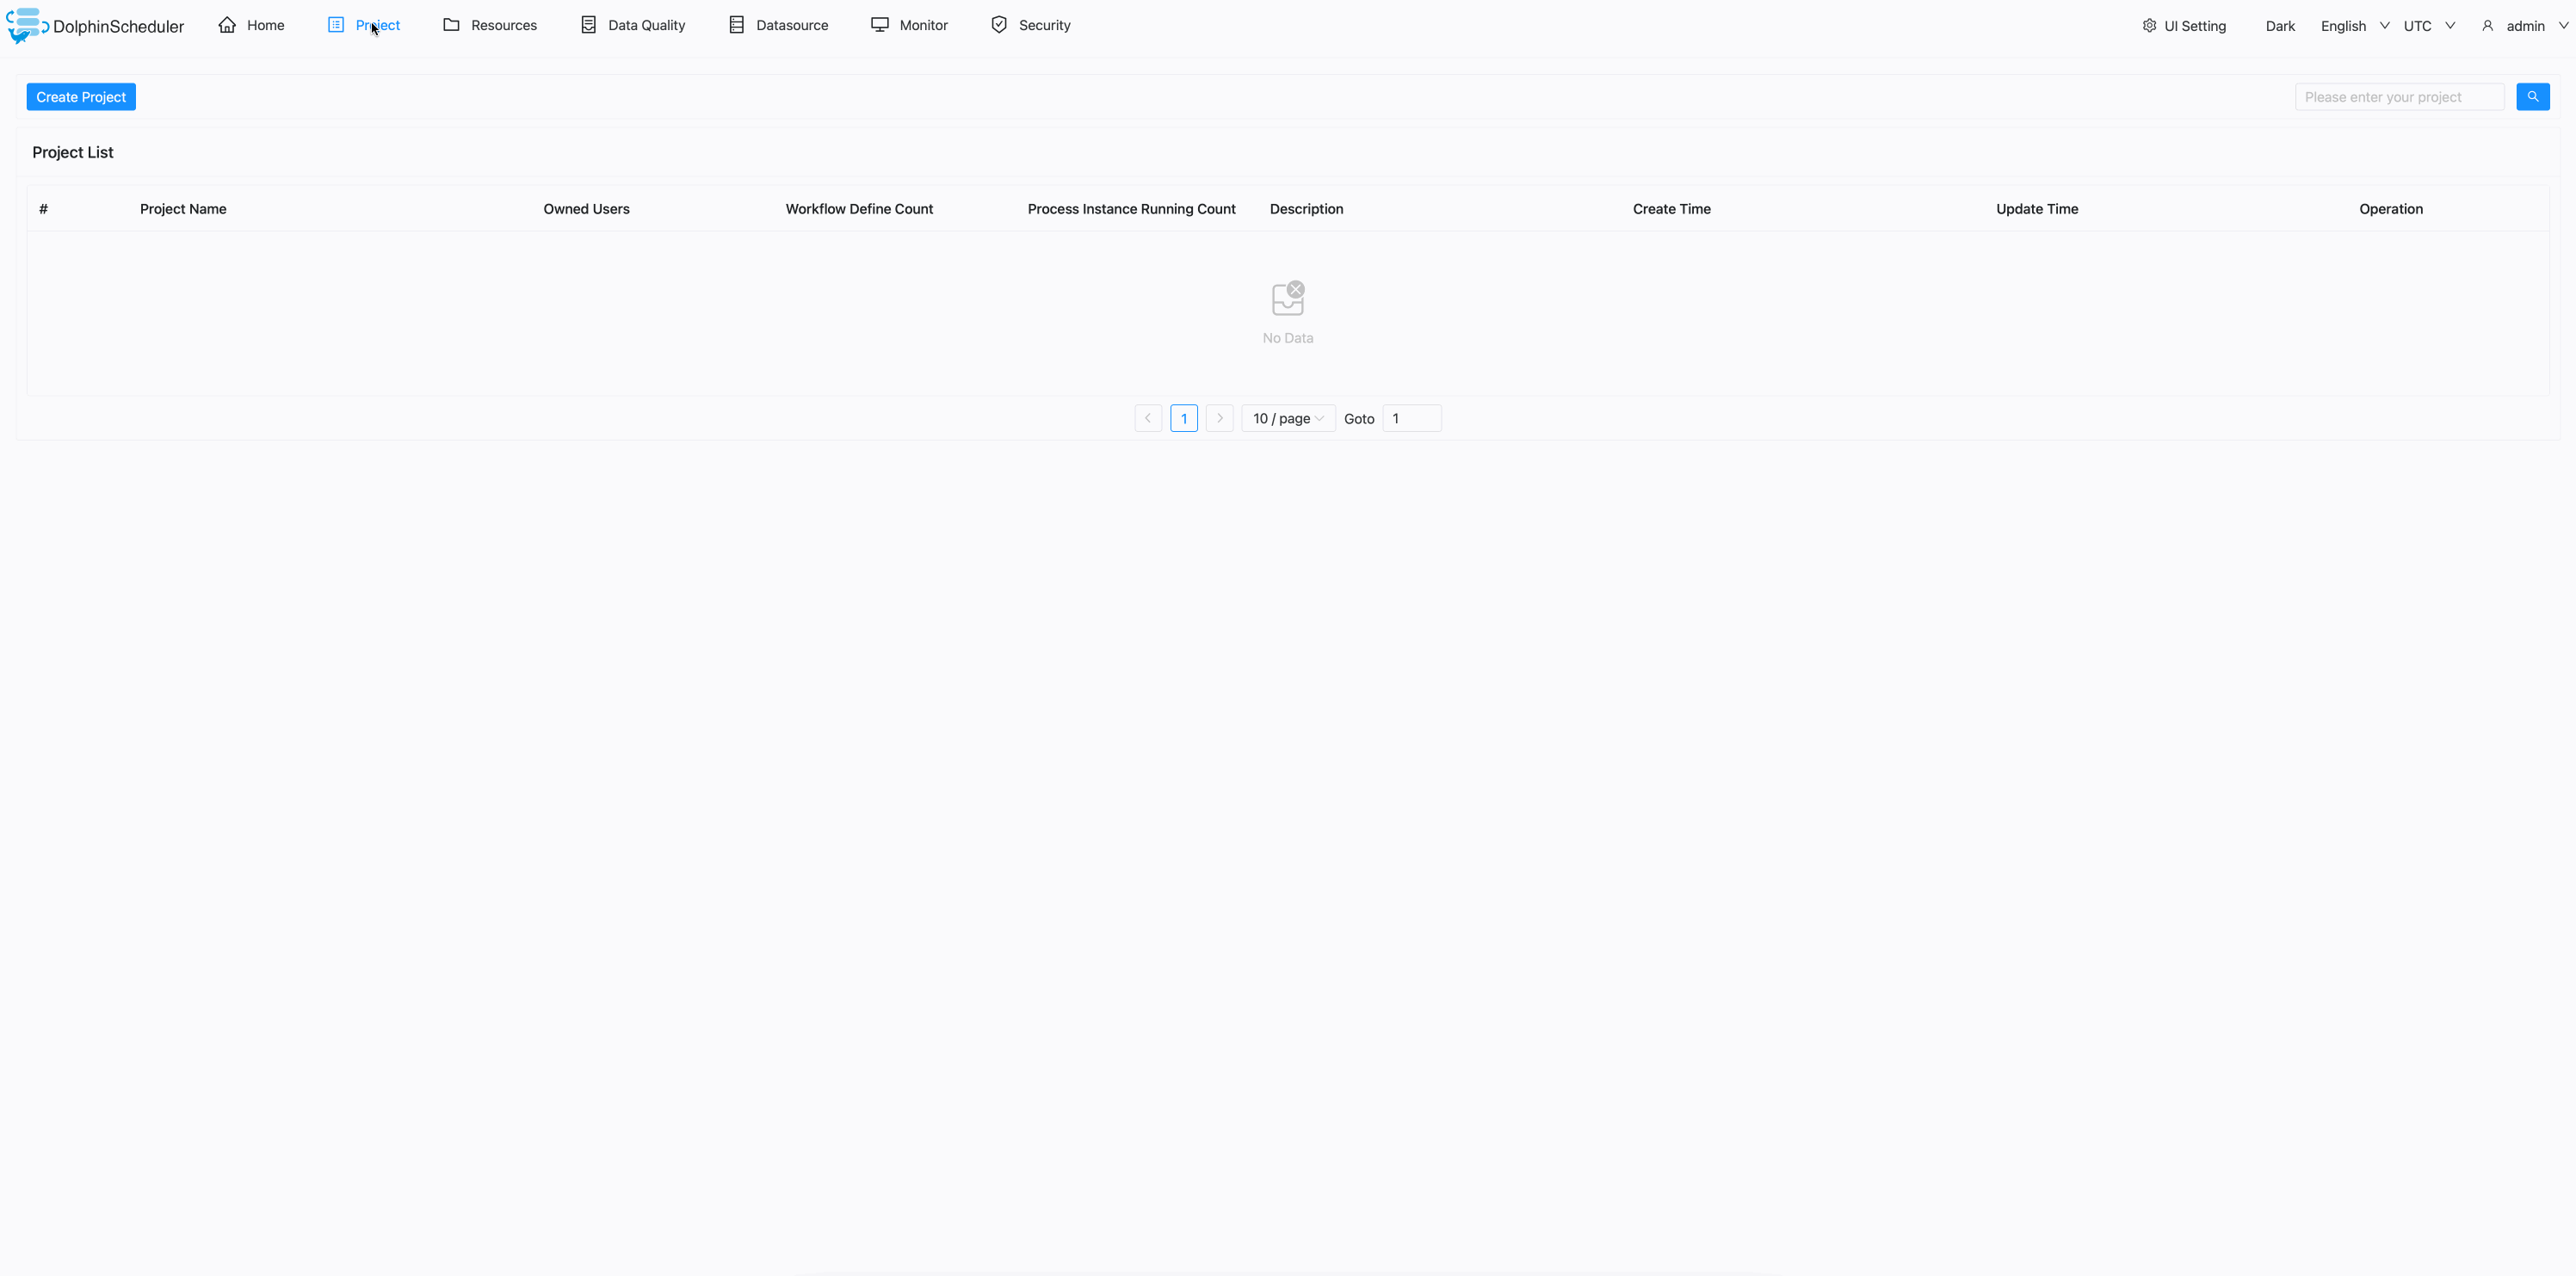 DolphinScheduler Home Project Resources Data Quality Datasource Monitor Security UI Setting Dark English UTC admin
Create Project Please enter your project
Project List
# Project Name Owned Users Workflow Define Count Process Instance Running Count Description Create Time Update Time Operation
No Data
1 10 / page Goto 1